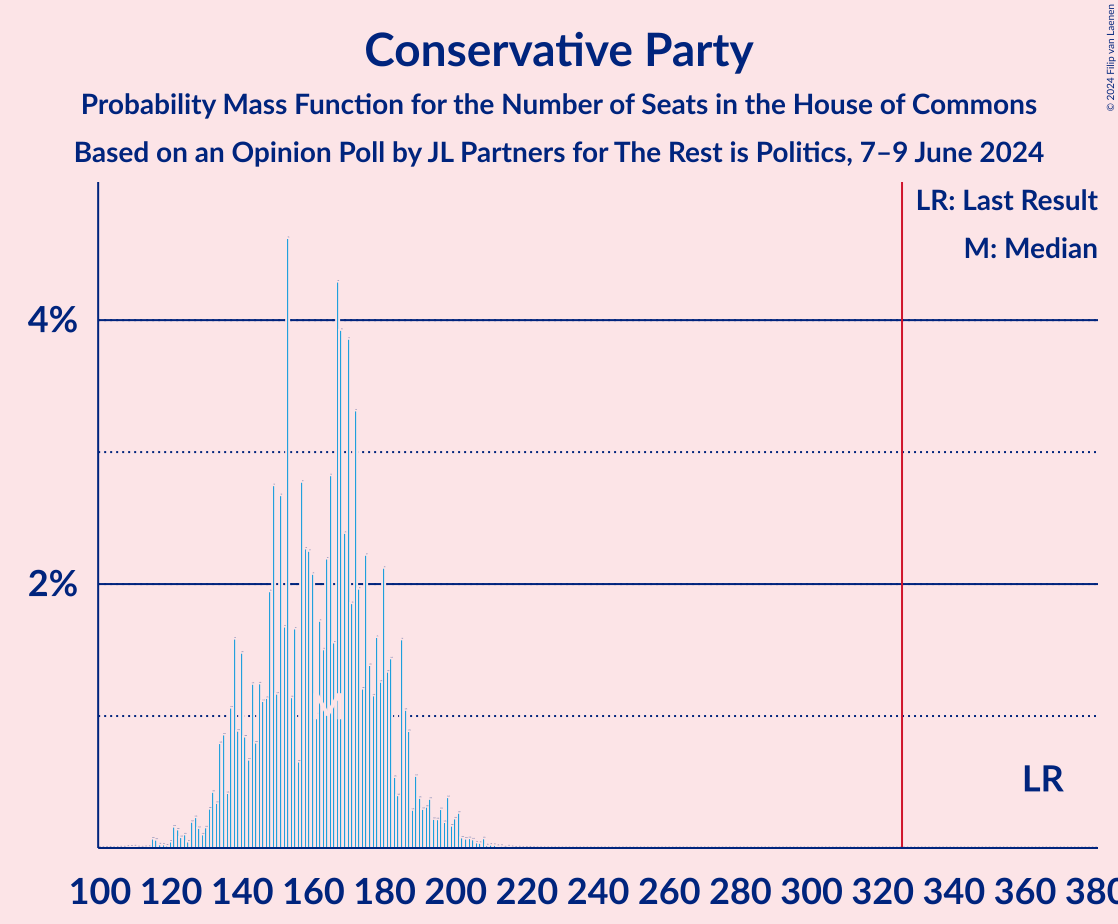 Conservative Party
Probability Mass Function for the Number of Seats in the House of Commons
Based on an Opinion Poll by JL Partners for The Rest is Politics, 7–9 June 2024
© 2024 Filip van Laenen
LR: Last Result
M: Median
4%
2%
LR
100 120 140 160 180 200 220 240 260 280 300 320 340 360 380